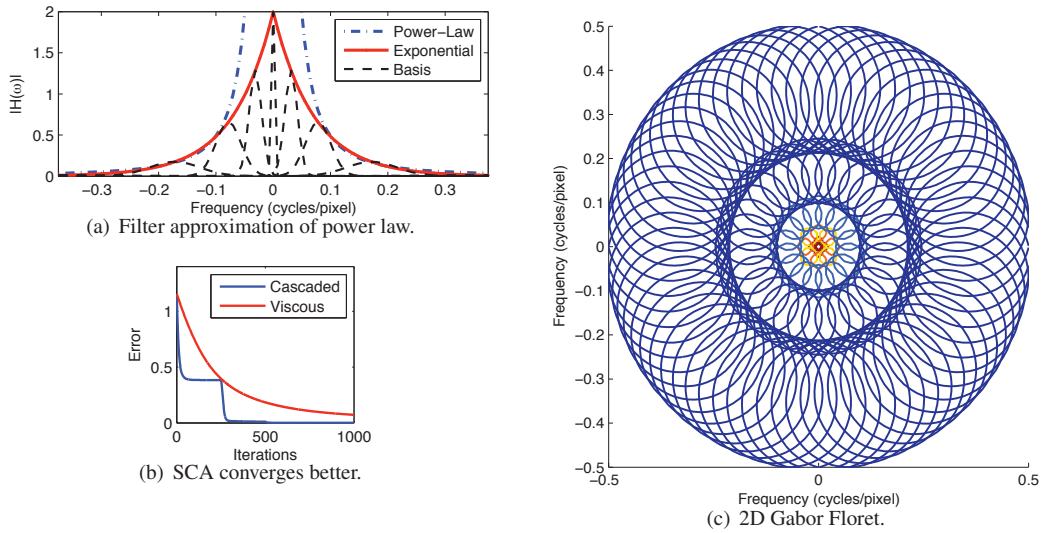 2
1.5
1
0.5
0
|H(ω)|
Power−Law
Exponential
Basis
−0.3 −0.2 −0.1 0 0.1 0.2 0.3
Frequency (cycles/pixel)
(a) Filter approximation of power law.
1
0.5
0
Error
Cascaded
Viscous
0 500 1000
Iterations
(b) SCA converges better.
0.5
0.4
0.3
0.2
0.1
0
−0.1
−0.2
−0.3
−0.4
−0.5
Frequency (cycles/pixel)
−0.5 0 0.5
Frequency (cycles/pixel)
(c) 2D Gabor Floret.